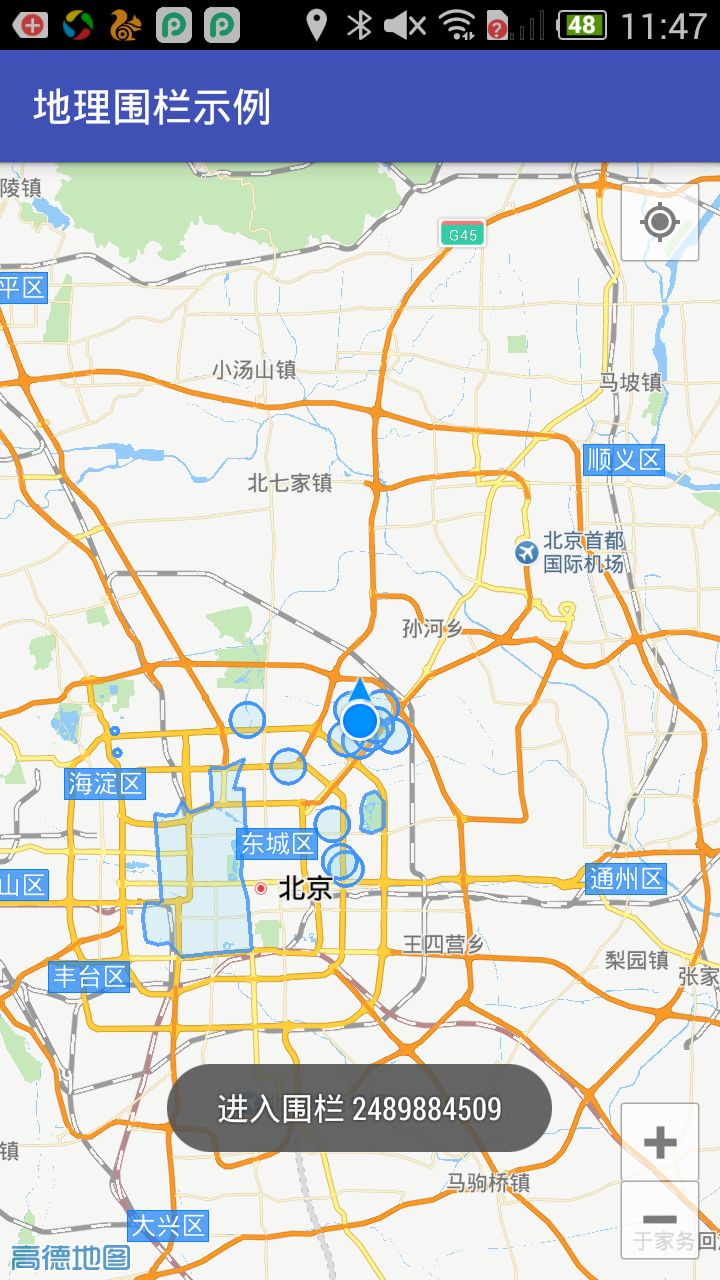 48 11:47
地理围栏示例
陵镇
G45
平区
小汤山镇
马坡镇
顺义区
北七家镇
北京首都
国际机场
孙河乡
海淀区
东城区
山区
北京
通州区
王四营乡
梨园镇
丰台区
张家
进入围栏 2489884509
镇
马驹桥镇
大兴区
于家务回
高德地图